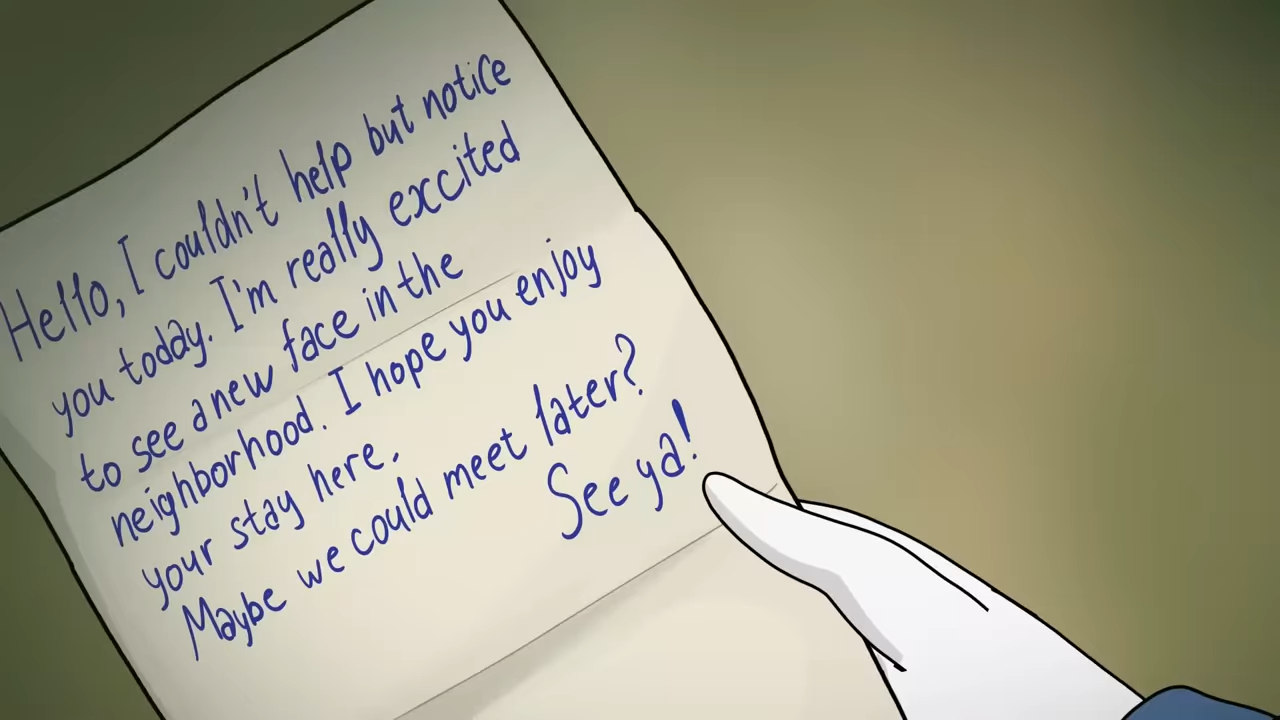 Hello, I couldn't help but notice
you today. I'm really excited
to see a new face in the
neighborhood. I hope you enjoy
your stay here.
Maybe we could meet later?
See ya!